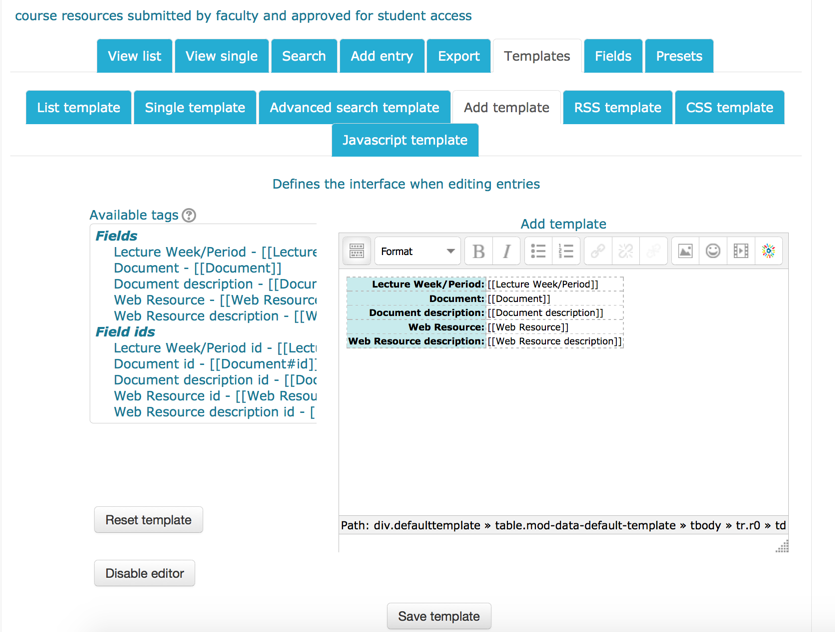 course resources submitted by faculty and approved for student access
View list View single Search Add entry Export Templates Fields Presets
List template Single template Advanced search template Add template RSS template CSS template
Javascript template
Defines the interface when editing entries
Available tags ?
Add template
Fields
Lecture Week/Period - [[Lecture
Document - [[Document]]
Document description - [[Docur
Web Resource - [[Web Resource
Web Resource description - [[W
Field ids
Lecture Week/Period id - [[Lect
Document id - [[Document#id]]
Document description id - [[Doc
Web Resource id - [[Web Resou
Web Resource description id - [
Format B I
Lecture Week/Period: [[Lecture Week/Period]]
Document: [[Document]]
Document description: [[Document description]]
Web Resource: [[Web Resource]]
Web Resource description: [[Web Resource description]]
Path: div.defaulttemplate » table.mod-data-default-template » tbody » tr.r0 » td
Reset template
Disable editor
Save template